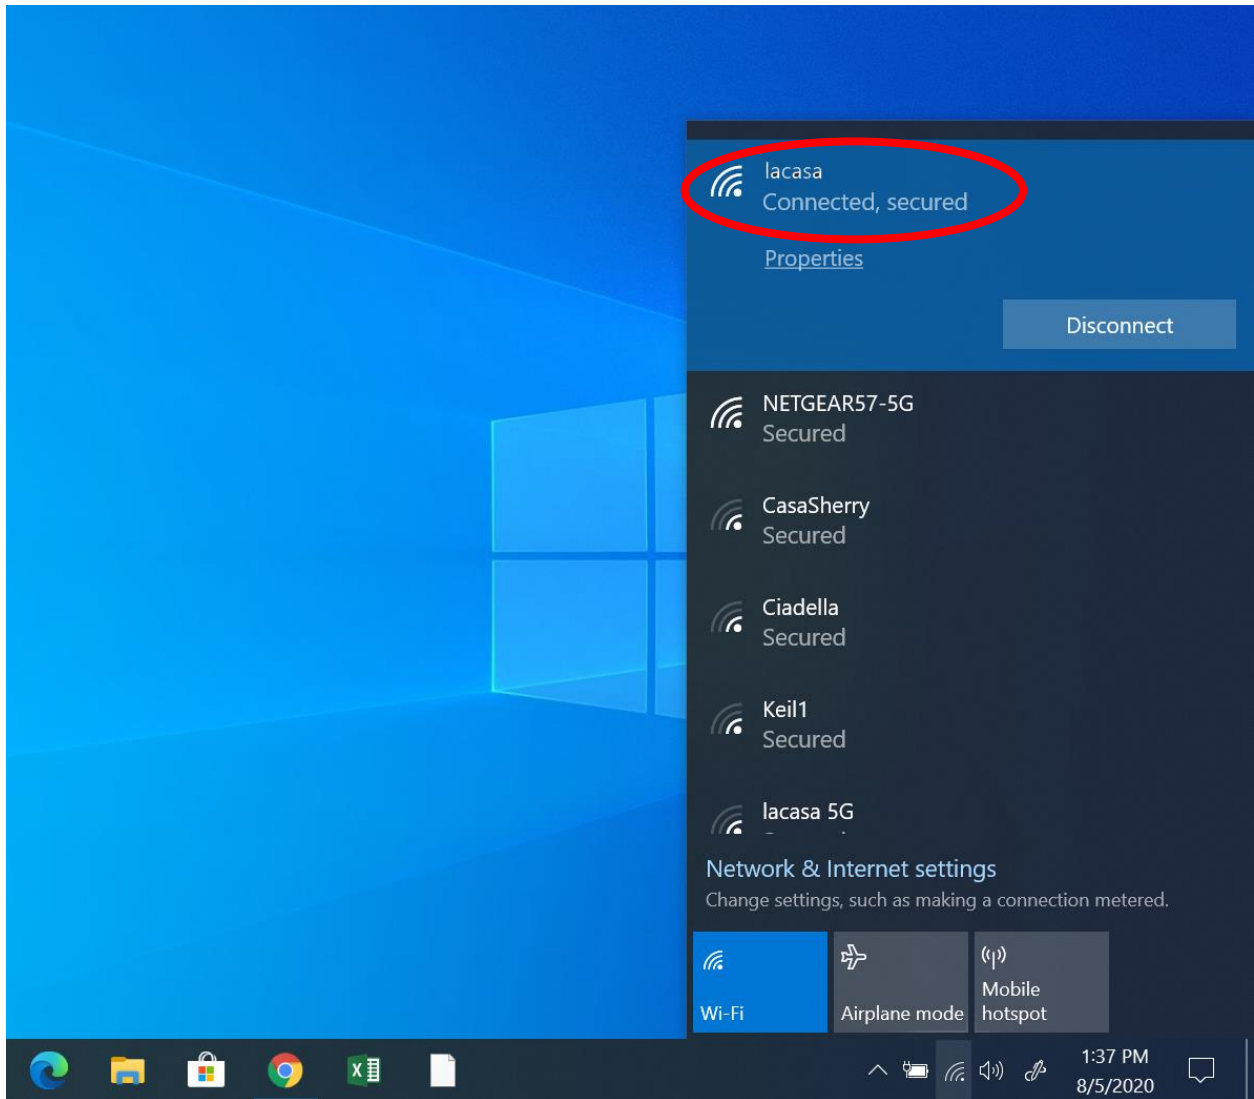 lacasa
Connected, secured
Properties
Disconnect
NETGEAR57-5G
Secured
CasaSherry
Secured
Ciadella
Secured
Keil1
Secured
lacasa 5G
Network & Internet settings
Change settings, such as making a connection metered.
Wi-Fi
Airplane mode
Mobile
hotspot
1:37 PM
8/5/2020